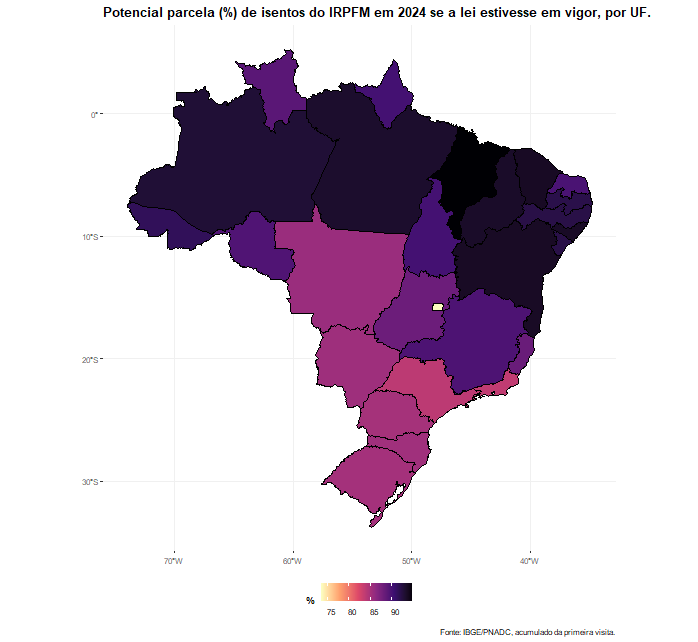 Potencial parcela (%) de isentos do IRPFM em 2024 se a lei estivesse em vigor, por UF.
0°
10°S
20°S
30°S
70°W 60°W 50°W 40°W
%
75 80 85 90
Fonte: IBGE/PNADC, acumulado da primeira visita.